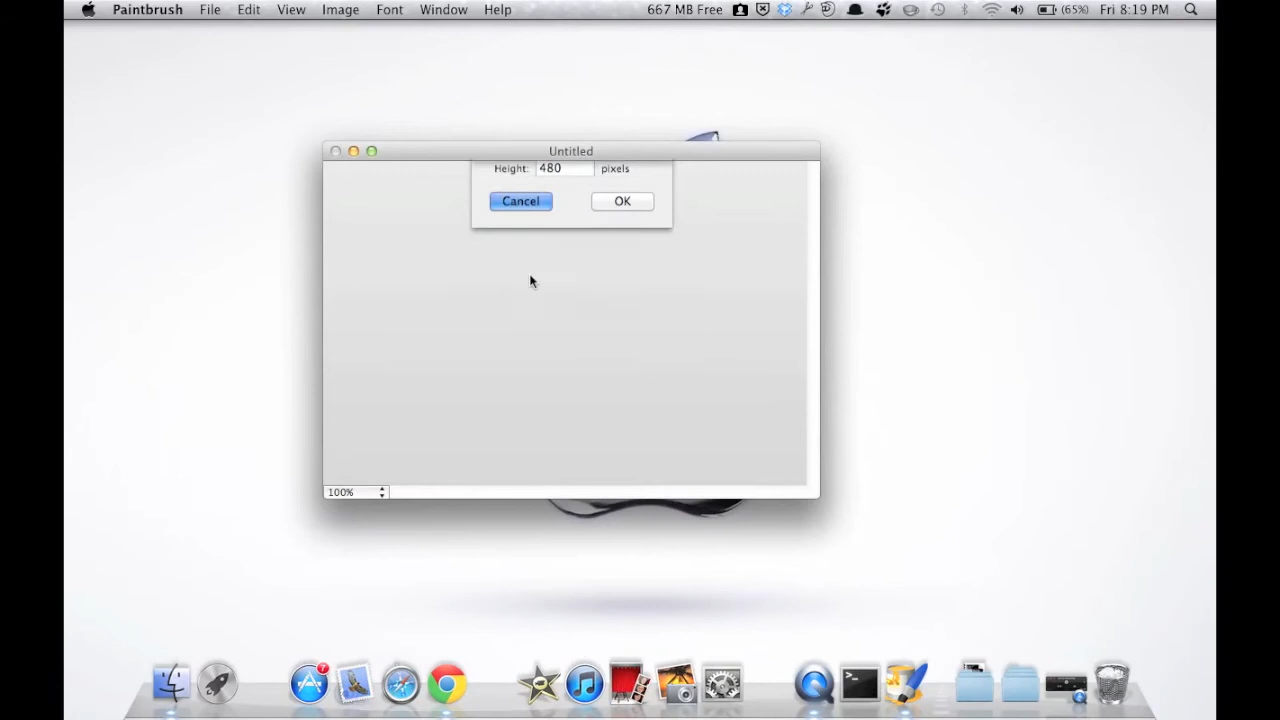 Paintbrush File Edit View Image Font Window Help 667 MB Free (65%) Fri 8:19 PM
Untitled
Height: 480 pixels
Cancel OK
100%
7